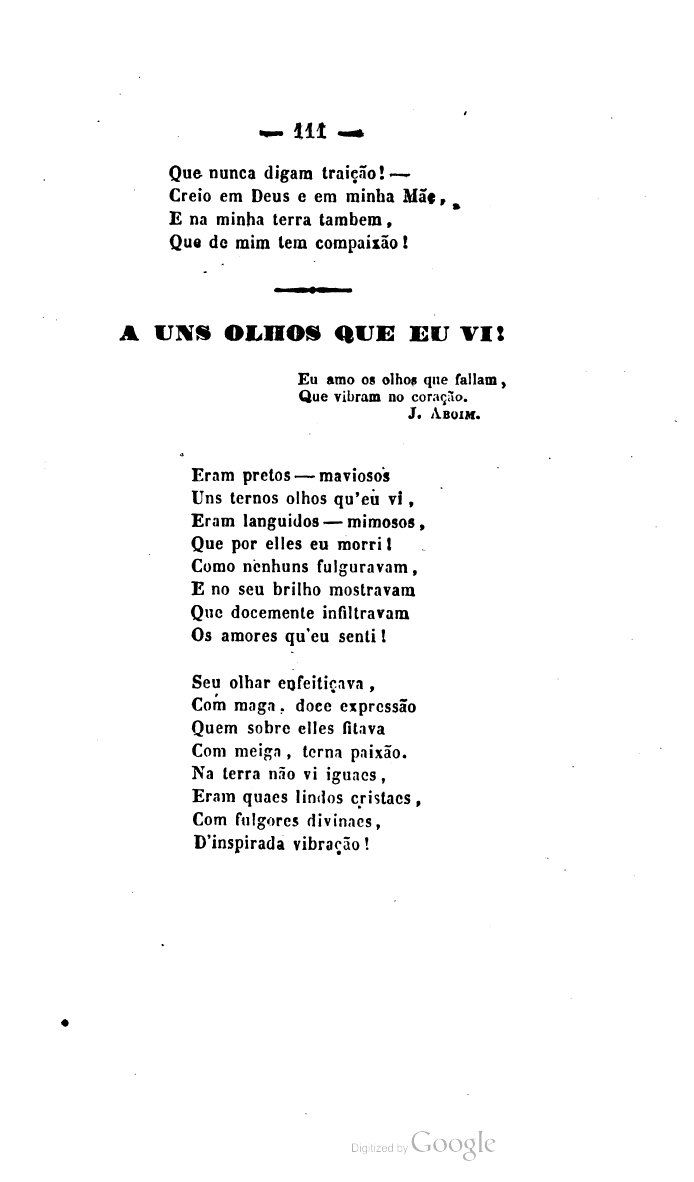 — 111 —
Que nunca digam traição! —
Creio em Deus e em minha Mãe,
E na minha terra tambem,
Que de mim tem compaixão!
A UNS OLHOS QUE EU VI!
Eu amo os olhos que fallam,
Que vibram no coração.
J. ABOIM.
Eram pretos — maviosos
Uns ternos olhos qu'eu vi,
Eram languidos — mimosos,
Que por elles eu morri!
Como nenhuns fulguravam,
E no seu brilho mostravam
Que docemente infiltravam
Os amores qu'eu senti!
Seu olhar enfeitiçava,
Com maga, doce expressão
Quem sobre elles fitava
Com meiga, terna paixão.
Na terra não vi iguaes,
Eram quaes lindos cristaes,
Com fulgores divinaes,
D'inspirada vibração!
Digitized by Google